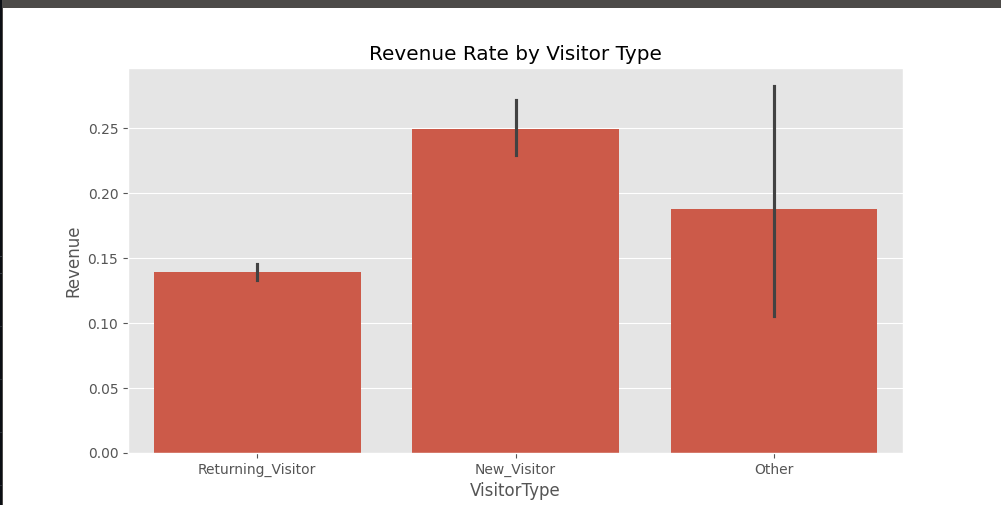 Revenue Rate by Visitor Type
0.25
0.20
0.15
0.10
0.05
0.00
Revenue
Returning_Visitor New_Visitor Other
VisitorType